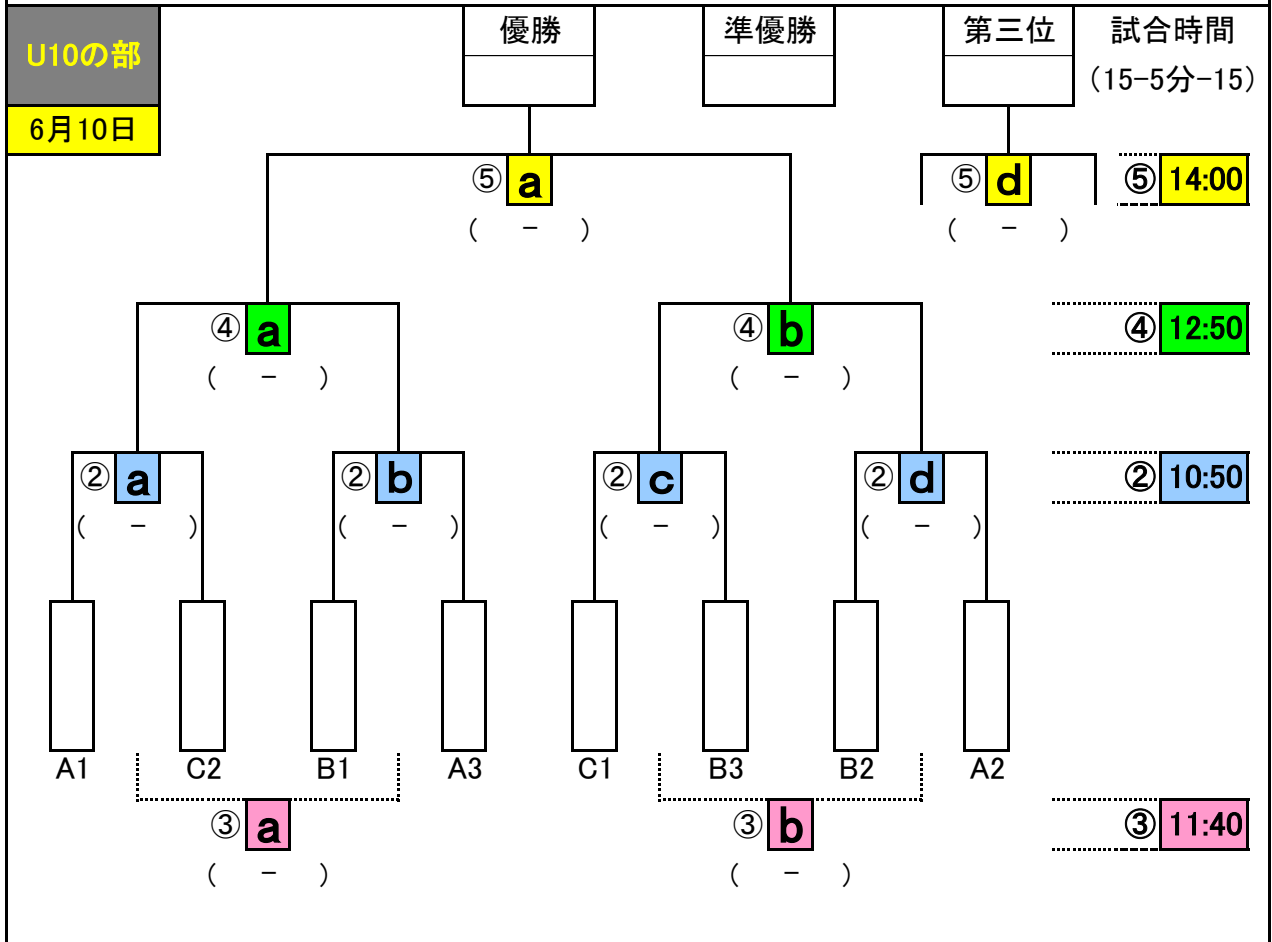 U10の部 優勝 準優勝 第三位 試合時間
(15-5分-15)
6月10日
⑤ a ⑤ d ⑤ 14:00
( - ) ( - )
④ a ④ b ④ 12:50
( - ) ( - )
② a ② b ② c ② d ② 10:50
( - ) ( - ) ( - ) ( - )
A1 C2 B1 A3 C1 B3 B2 A2
③ a ③ b ③ 11:40
( - ) ( - )